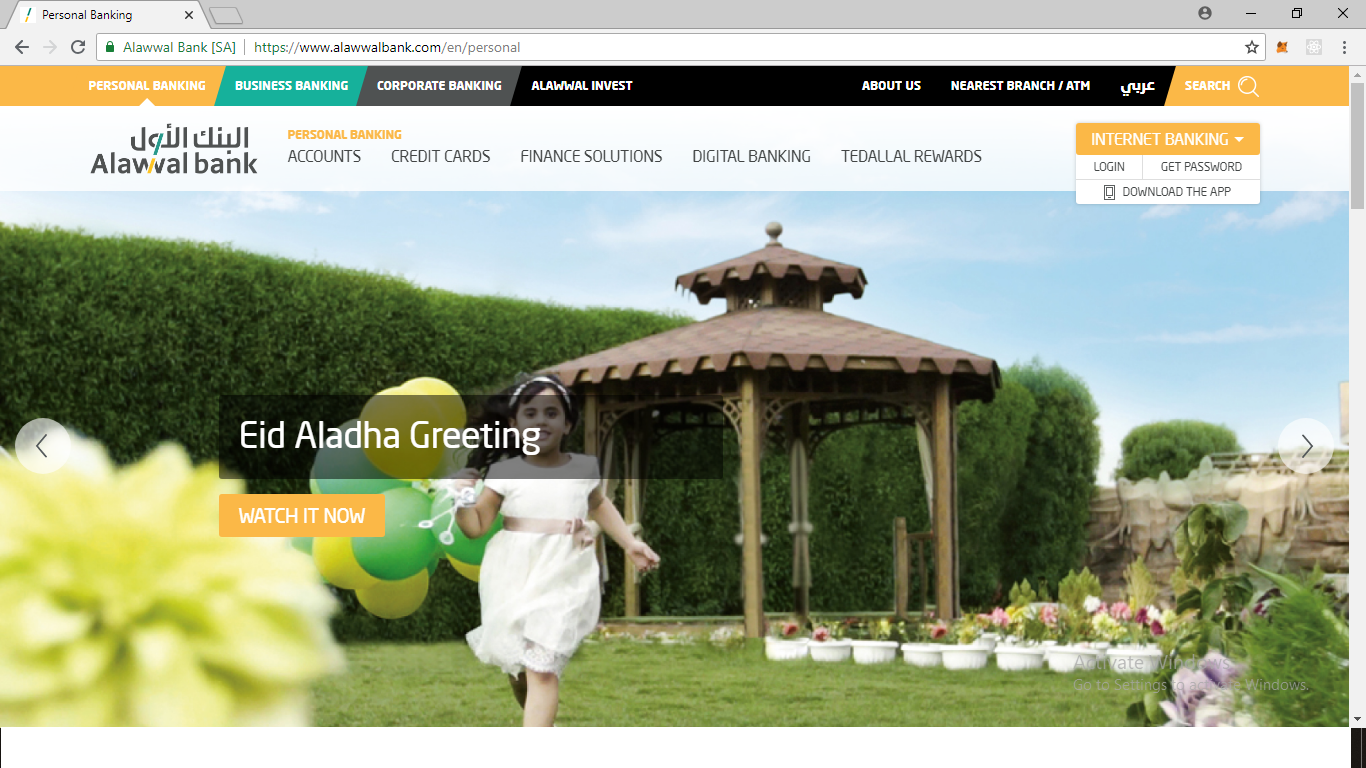 Personal Banking
Alawwal Bank [SA] https://www.alawwalbank.com/en/personal
PERSONAL BANKING BUSINESS BANKING CORPORATE BANKING ALAWWAL INVEST ABOUT US NEAREST BRANCH / ATM عربي SEARCH
البنك الأول
Alawwal bank
PERSONAL BANKING
ACCOUNTS CREDIT CARDS FINANCE SOLUTIONS DIGITAL BANKING TEDALLAL REWARDS
INTERNET BANKING
LOGIN GET PASSWORD
DOWNLOAD THE APP
Eid Aladha Greeting
WATCH IT NOW
Activate Windows
Go to Settings to activate Windows.